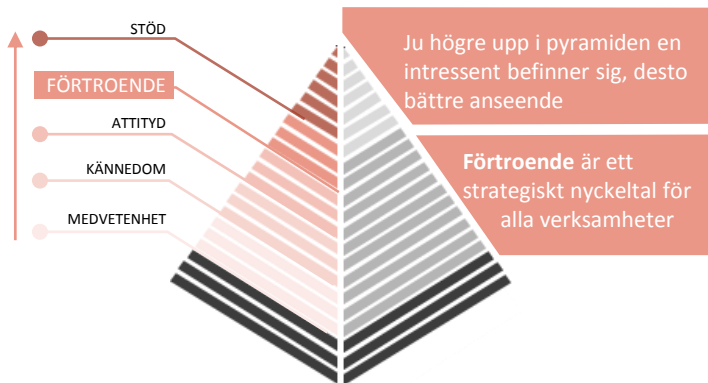 STÖD
FÖRTROENDE
ATTITYD
KÄNNEDOM
MEDVETENHET
Ju högre upp i pyramiden en
intressent befinner sig, desto
bättre anseende
Förtroende är ett
strategiskt nyckeltal för
alla verksamheter